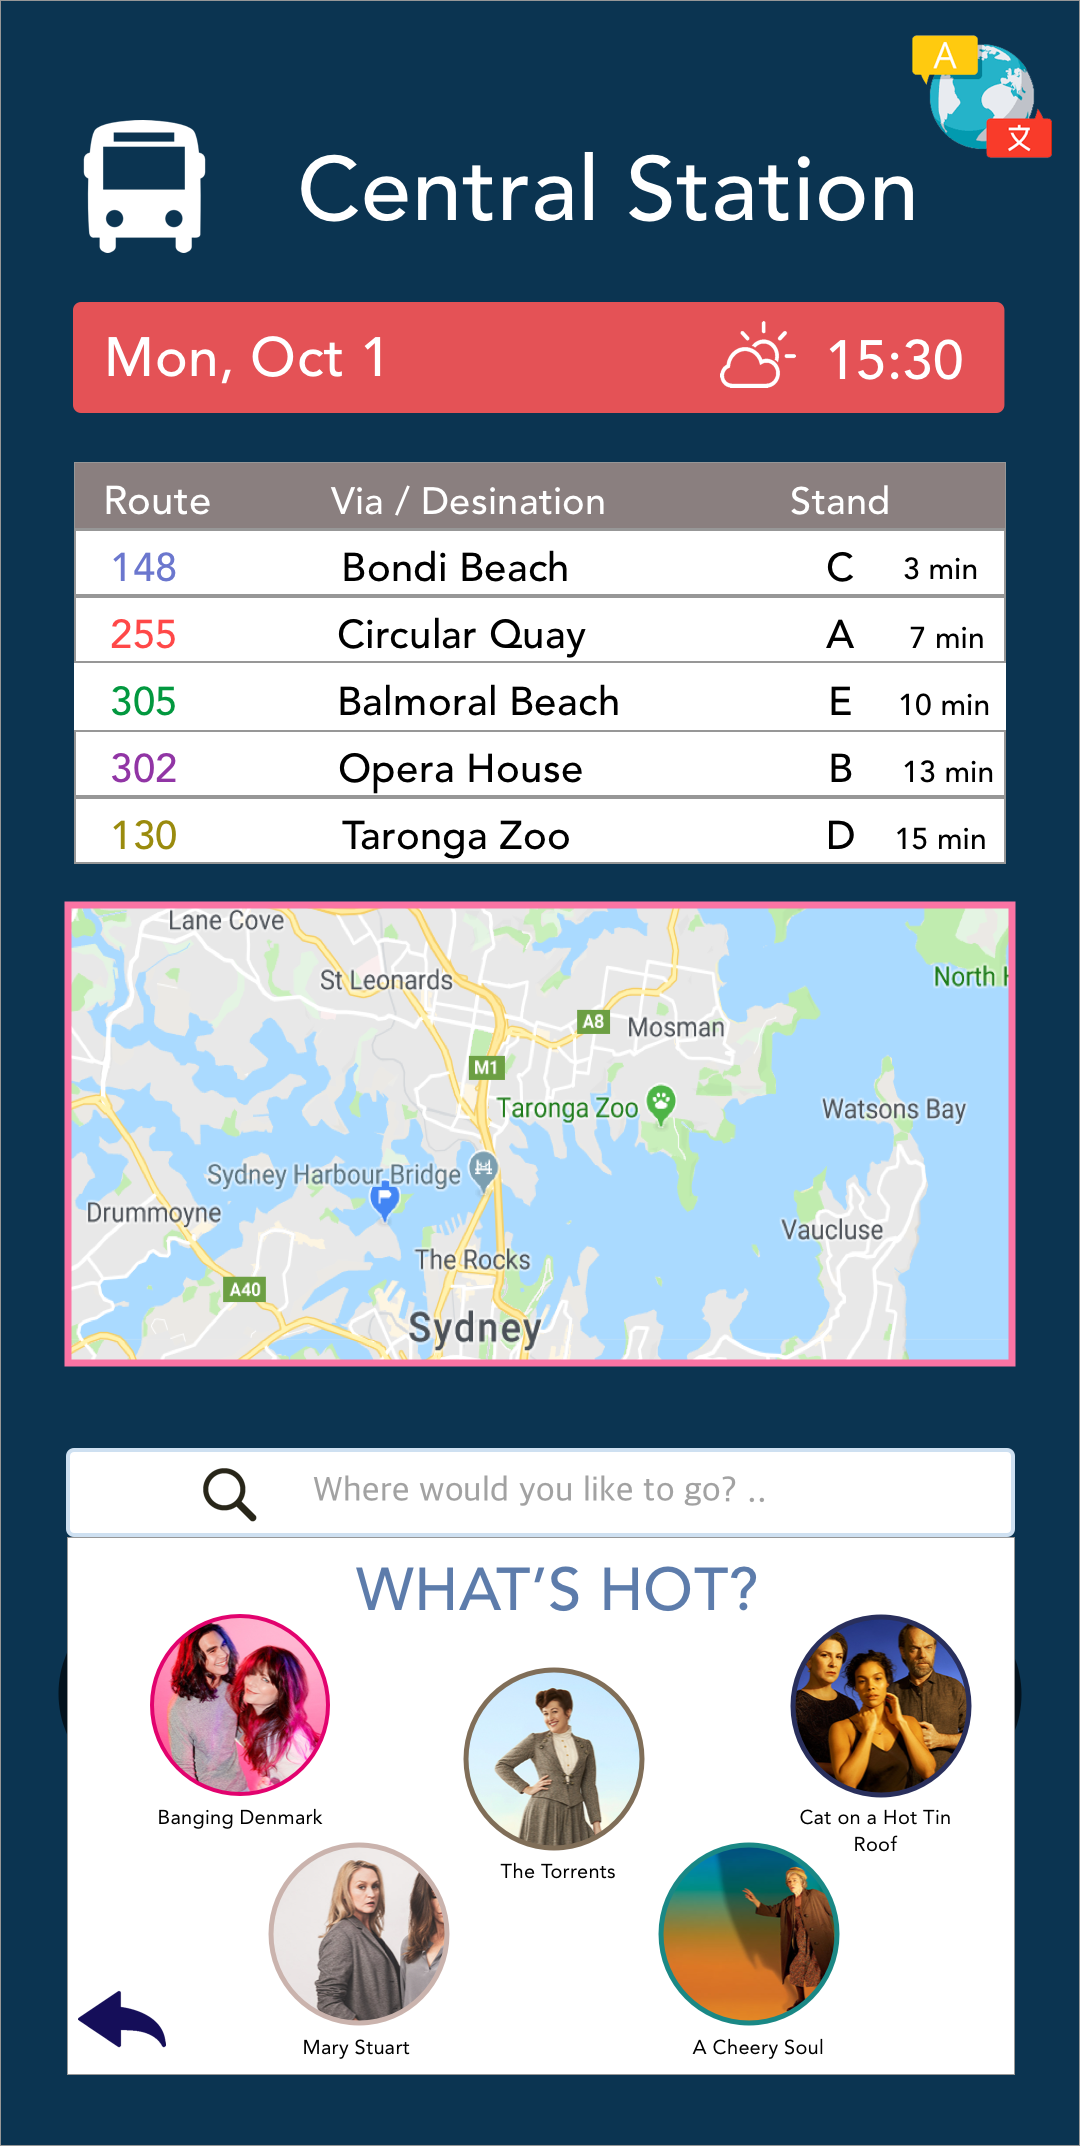 A
文
Central Station
Mon, Oct 1
15:30
Route Via / Desination Stand
148 Bondi Beach C 3 min
255 Circular Quay A 7 min
305 Balmoral Beach E 10 min
302 Opera House B 13 min
130 Taronga Zoo D 15 min
Lane Cove
St Leonards
North H
A8
Mosman
M1
Taronga Zoo
Watsons Bay
Sydney Harbour Bridge
Drummoyne
Vaucluse
The Rocks
A40
Sydney
Where would you like to go? ..
WHAT’S HOT?
Banging Denmark
The Torrents
Cat on a Hot Tin
Roof
Mary Stuart
A Cheery Soul